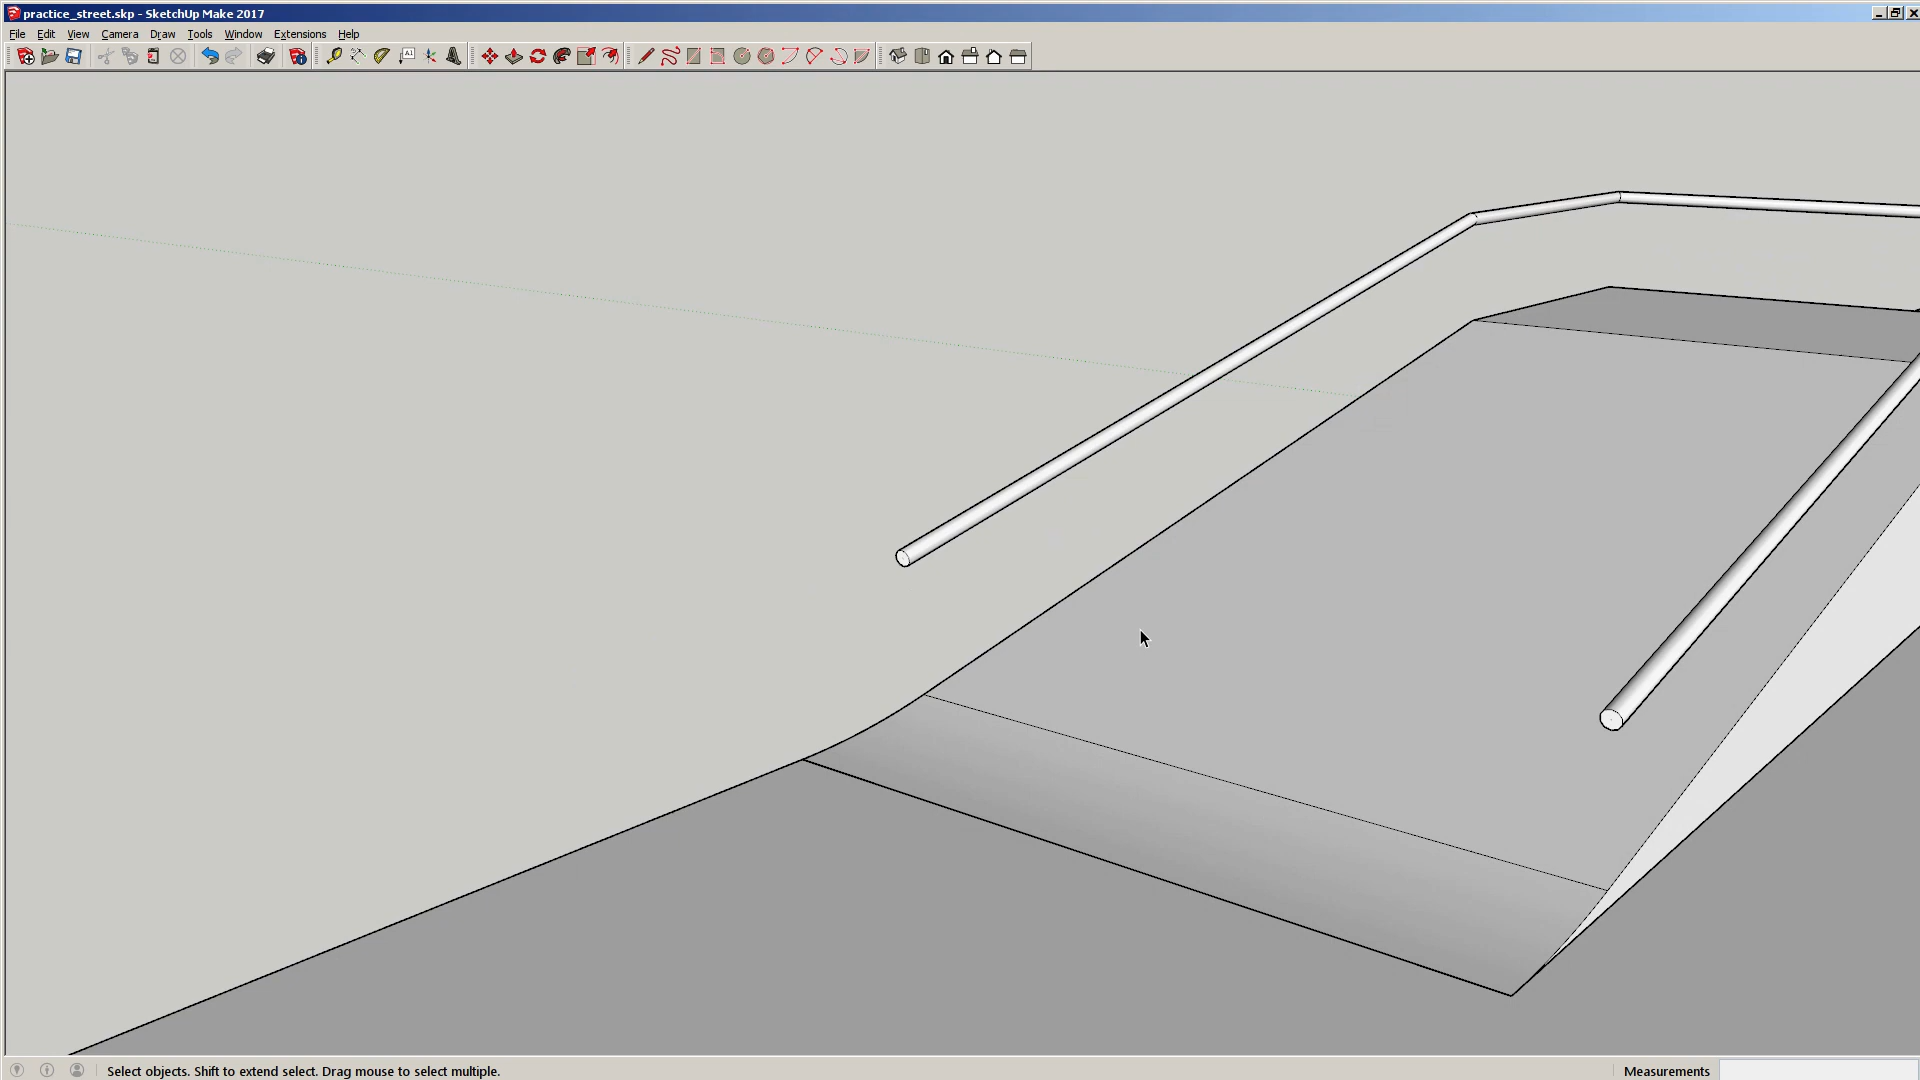 practice_street.skp - SketchUp Make 2017
File Edit View Camera Draw Tools Window Extensions Help
A1
Select objects. Shift to extend select. Drag mouse to select multiple.
Measurements